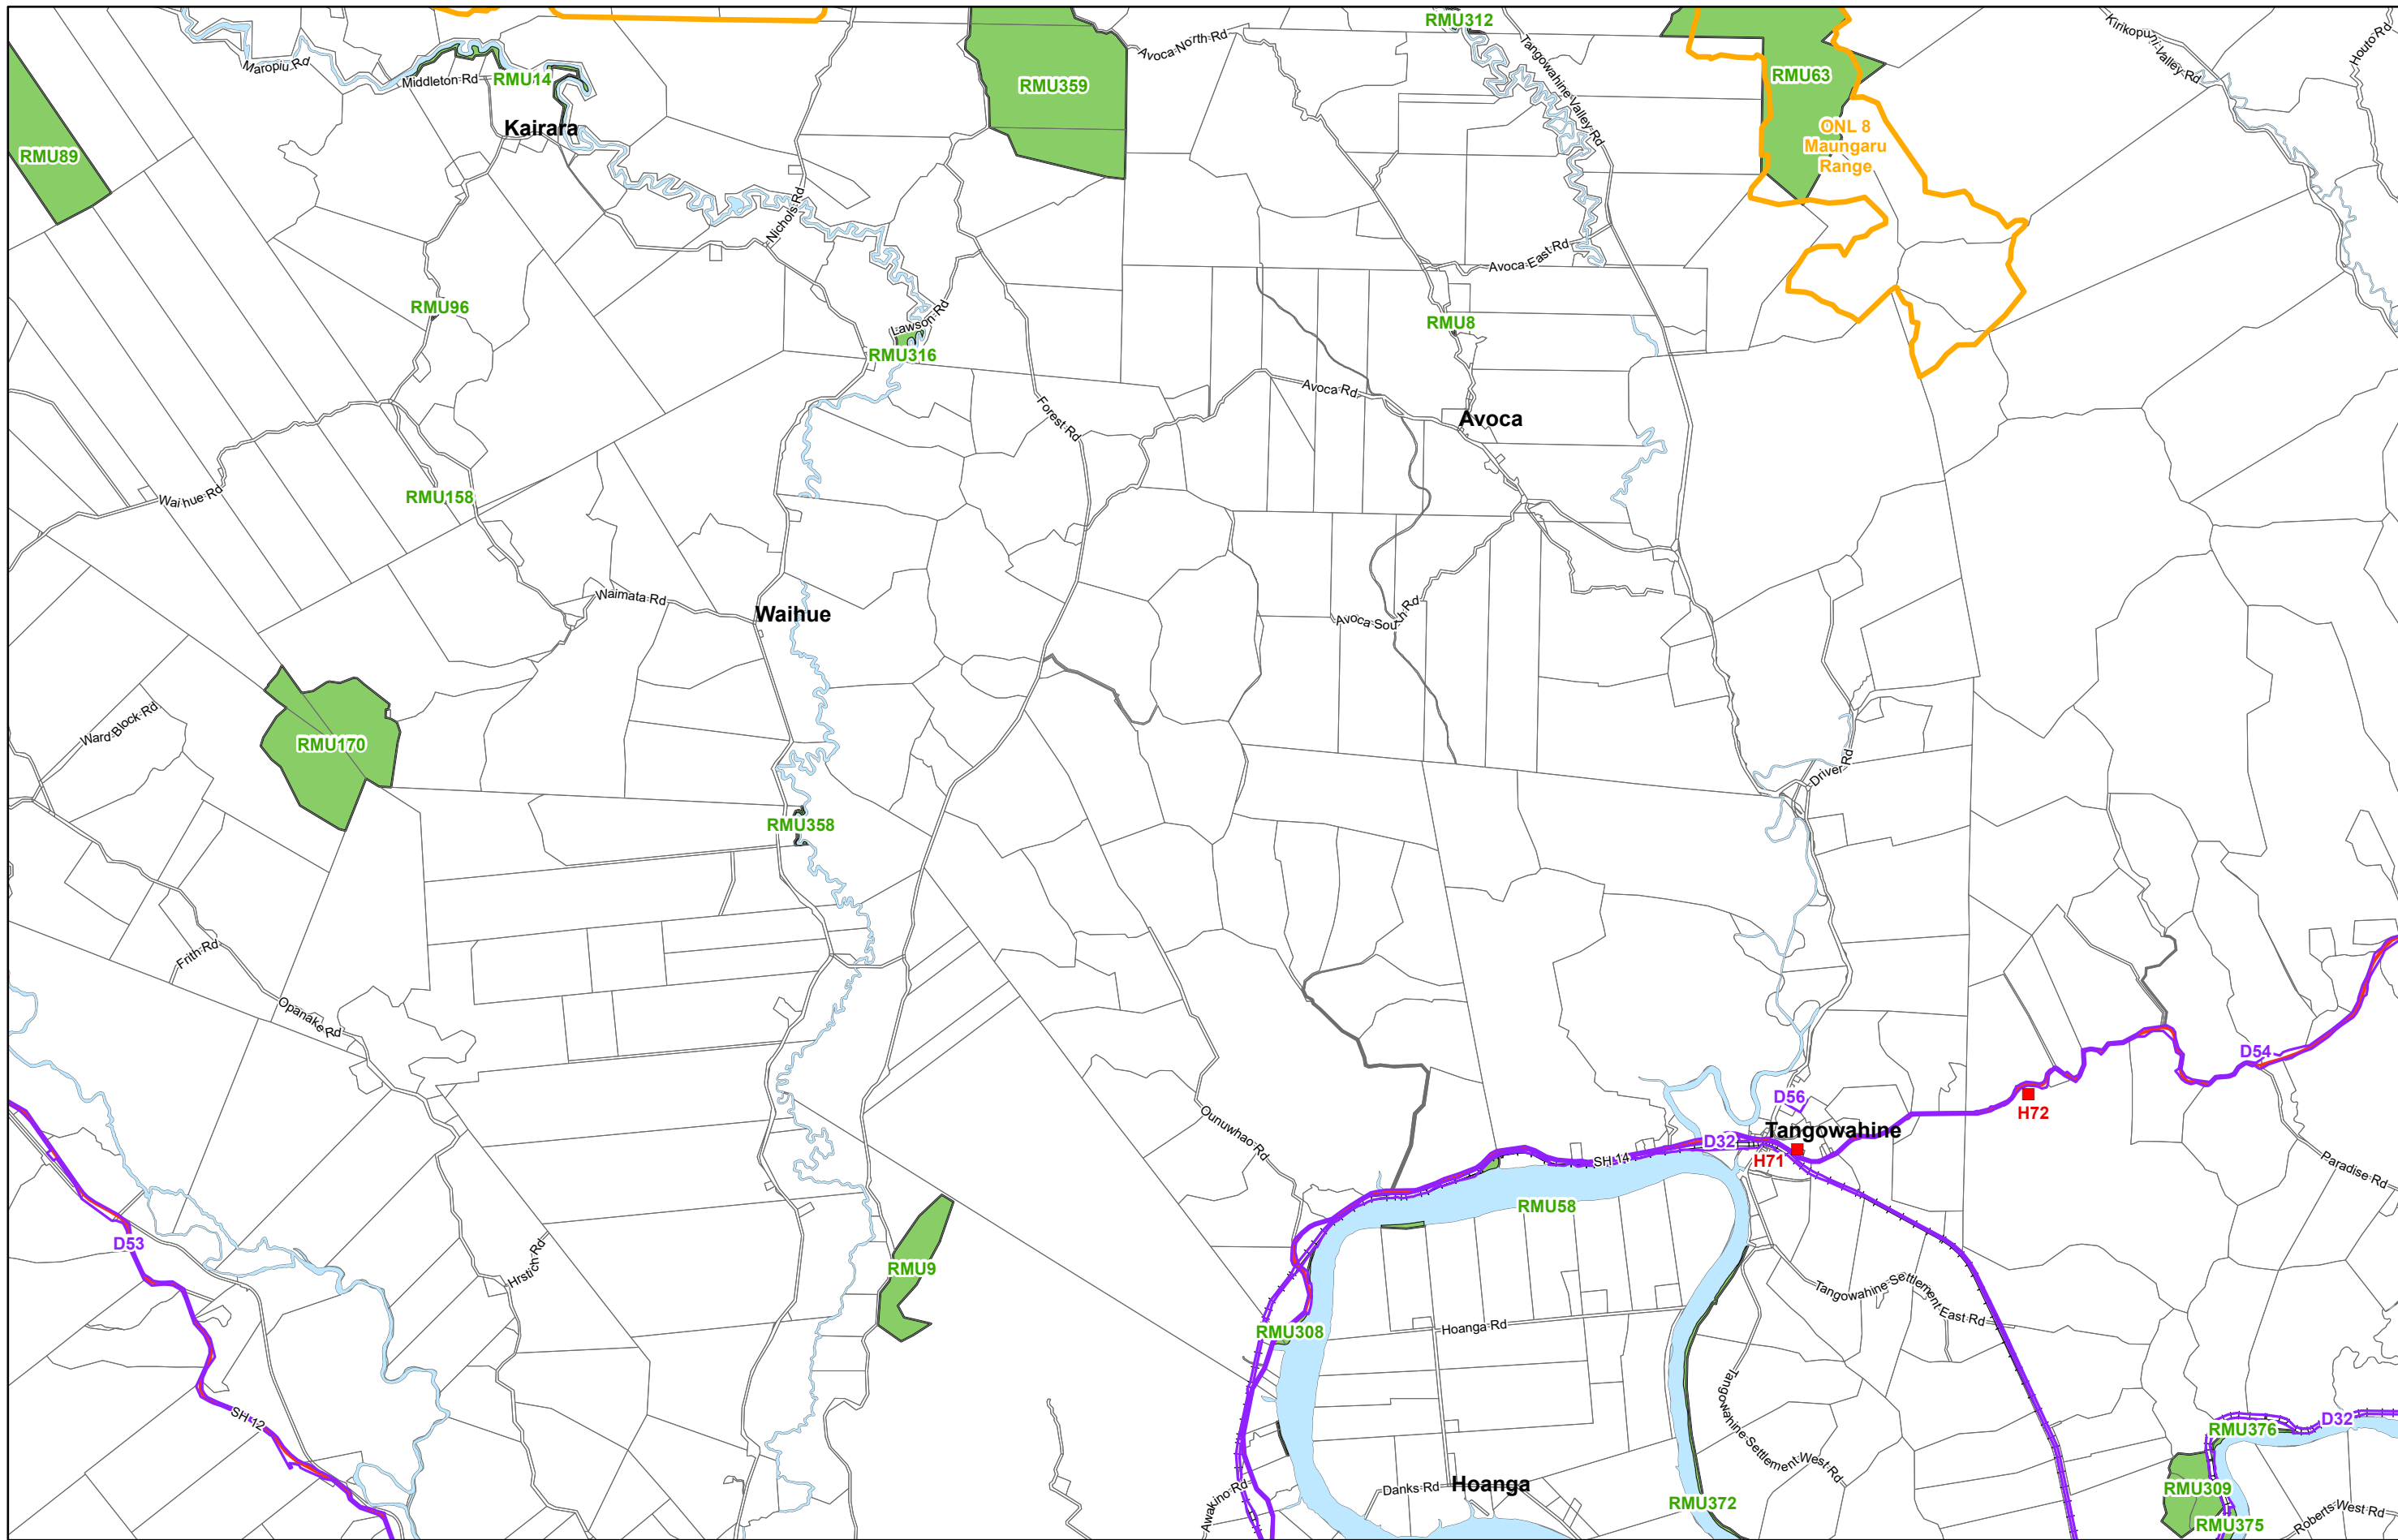 RMU312
Kirikopuni Valley Rd
Houto Rd
Avoca North Rd
Tangowahine Valley Rd
Maropiu Rd
Middleton Rd
RMU14
RMU359
RMU63
Kairara
ONL 8
Maungaru
Range
RMU89
Nichols Rd
Avoca East Rd
RMU96
Lawson Rd
RMU8
RMU316
Avoca Rd
Forest Rd
Avoca
Waihue Rd
RMU158
Waimata Rd
Waihue
Avoca South Rd
Ward Block Rd
RMU170
Driver Rd
RMU358
Frith Rd
Opanake Rd
D54
D56
H72
Ounuwhao Rd
Tangowahine
D32
H71
SH 14
Paradise Rd
RMU58
D53
RMU9
Hrstich Rd
Tangowahine Settlement East Rd
RMU308
Hoanga Rd
SH 12
Tangowahine Settlement West Rd
D32
RMU376
Awakino Rd
Danks Rd
Hoanga
RMU309
RMU372
Roberts West Rd
RMU375